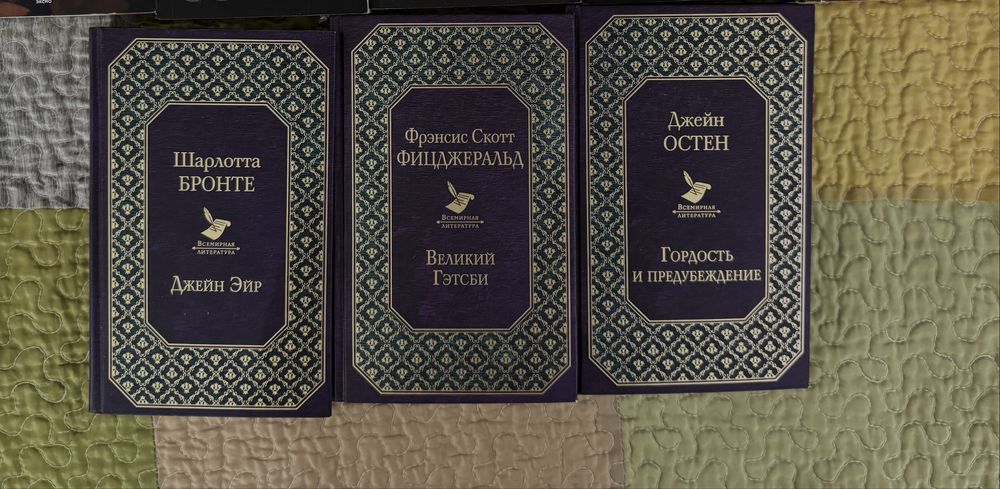 эксмо
Шарлотта
БРОНТЕ
Всемирная
литература
Джейн Эйр
Фрэнсис Скотт
ФИЦДЖЕРАЛЬД
Всемирная
литература
Великий
Гэтсби
Джейн
ОСТЕН
Всемирная
литература
Гордость
и предубеждение